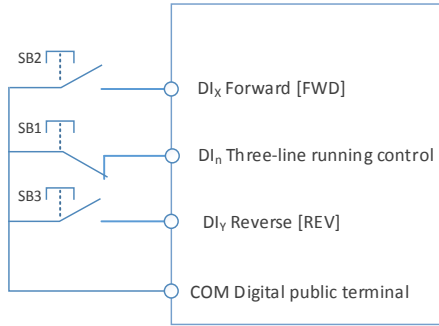 SB2
DIX Forward [FWD]
SB1
DIn Three-line running control
SB3
DIY Reverse [REV]
COM Digital public terminal